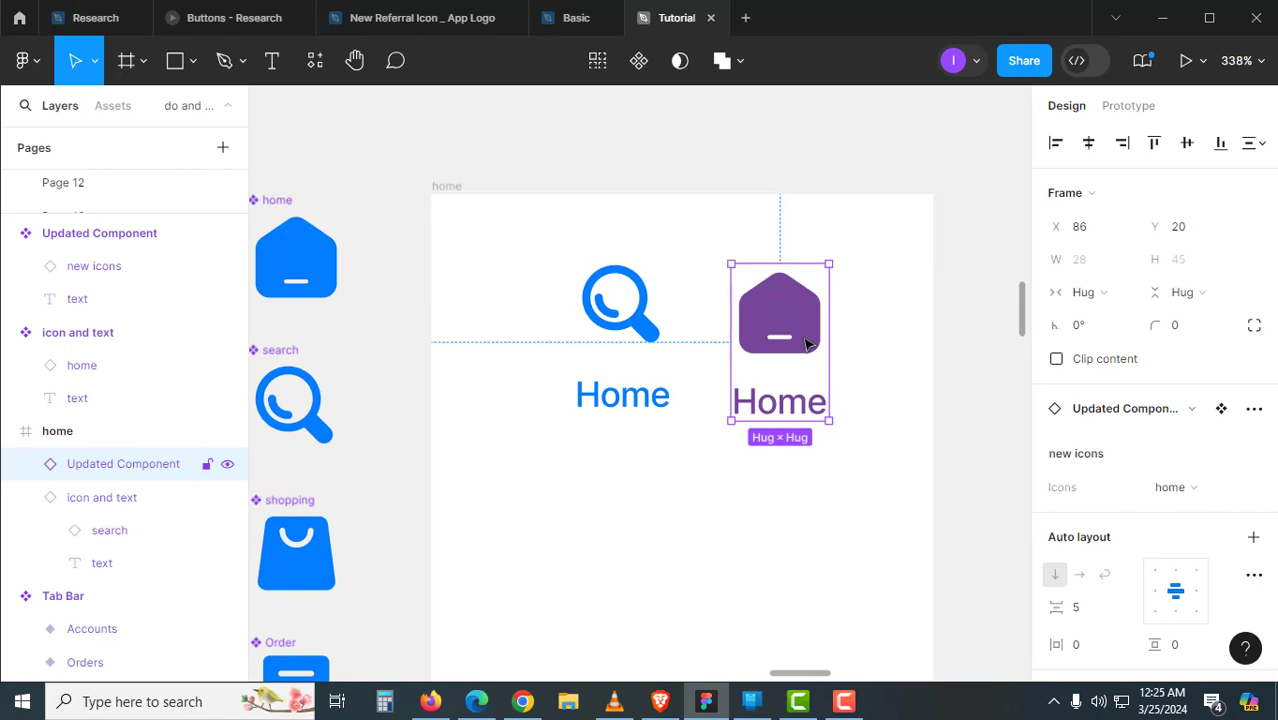 Research
Buttons - Research
New Referral Icon _ App Logo
Basic
Tutorial
I
Share
338%
Layers
Assets
do and ...
Design
Prototype
Pages
Page 12
Updated Component
new icons
text
icon and text
home
text
home
Updated Component
icon and text
search
text
Tab Bar
Accounts
Orders
home
search
shopping
Order
home
Home
Home
Hug × Hug
Frame
X 86
Y 20
W 28
H 45
Hug
Hug
0°
0
Clip content
Updated Compon...
new icons
Icons
home
Auto layout
5
0
0
?
Type here to search
12:25 AM
3/25/2024
4
PRE